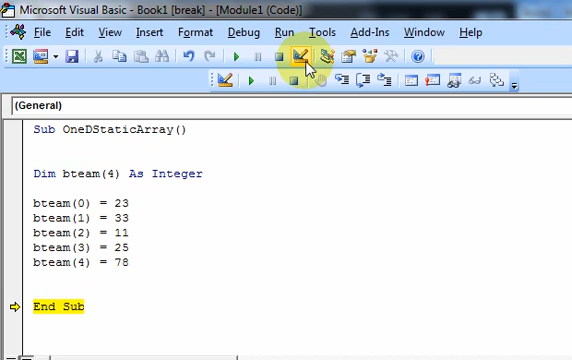 Microsoft Visual Basic - Book1 [break] - [Module1 (Code)]
File Edit View Insert Format Debug Run Tools Add-Ins Window Help
(General)
Sub OneDStaticArray()
Dim bteam(4) As Integer
bteam(0) = 23
bteam(1) = 33
bteam(2) = 11
bteam(3) = 25
bteam(4) = 78
End Sub